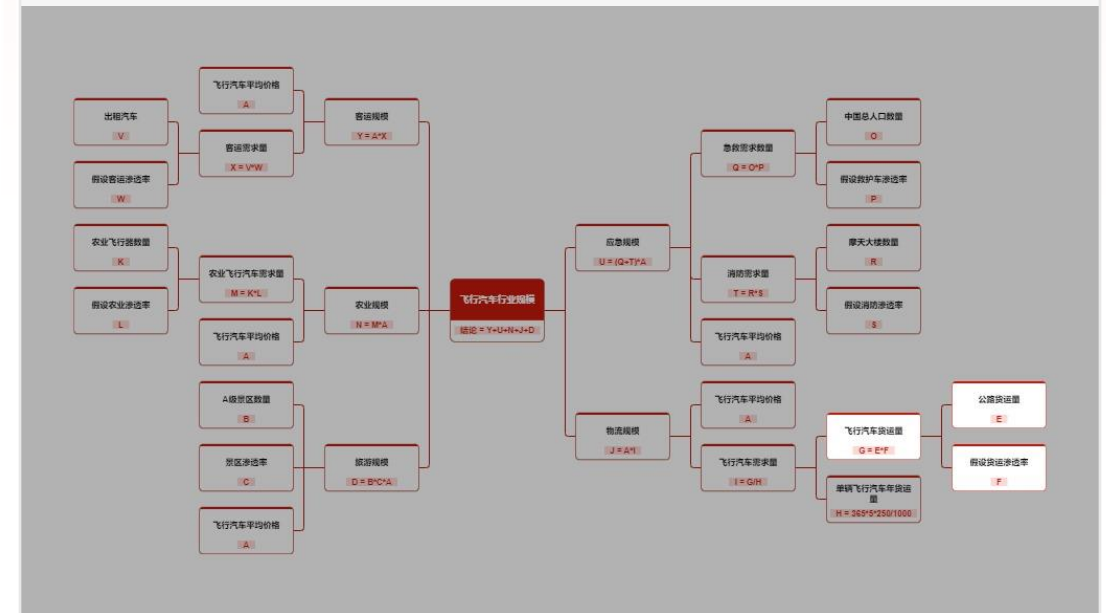 飞行汽车平均价格
A
出租汽车
V
客运规模
Y = A*X
客运需求量
X = V*W
假设客运渗透率
W
农业飞行器数量
K
农业飞行汽车需求量
M = K*L
假设农业渗透率
L
农业规模
N = M*A
飞行汽车平均价格
A
A级景区数量
B
景区渗透率
C
旅游规模
D = B*C*A
飞行汽车平均价格
A
飞行汽车行业规模
结论 = Y+U+N+J+D
应急规模
U = (Q+T)*A
急救需求数量
Q = O*P
中国总人口数量
O
假设救护车渗透率
P
消防需求量
T = R*S
摩天大楼数量
R
假设消防渗透率
S
飞行汽车平均价格
A
物流规模
J = A*I
飞行汽车平均价格
A
飞行汽车需求量
I = G/H
飞行汽车货运量
G = E*F
公路货运量
E
假设货运渗透率
F
单辆飞行汽车年货运
量
H = 365*5*250/1000